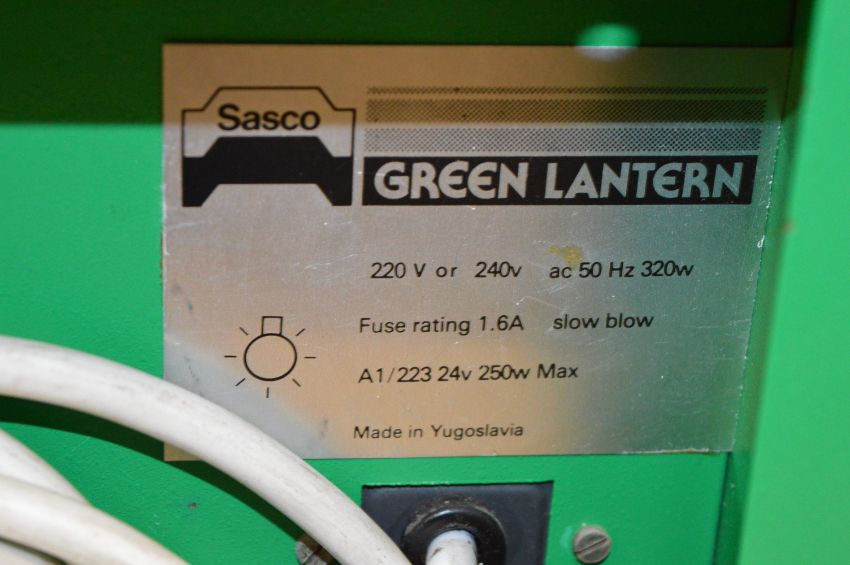 Sasco
GREEN LANTERN
220 V or 240v ac 50 Hz 320w
Fuse rating 1.6A slow blow
A1/223 24v 250w Max
Made in Yugoslavia